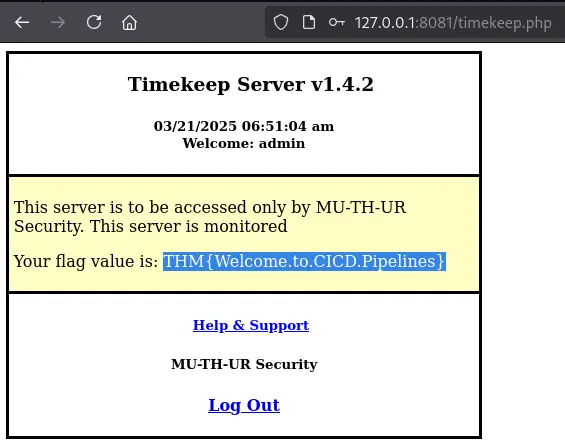 127.0.0.1:8081/timekeep.php
Timekeep Server v1.4.2
03/21/2025 06:51:04 am
Welcome: admin
This server is to be accessed only by MU-TH-UR
Security. This server is monitored
Your flag value is: THM{Welcome.to.CICD.Pipelines}
Help & Support
MU-TH-UR Security
Log Out